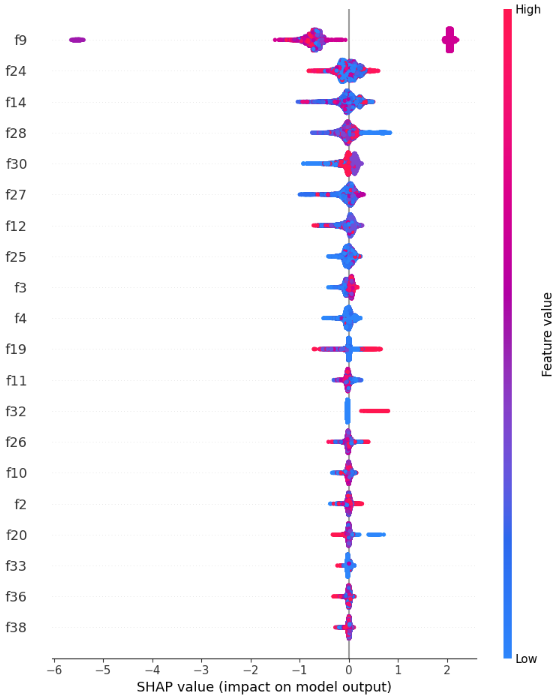 High
f9
f24
f14
f28
f30
f27
f12
f25
f3
f4
f19
f11
f32
f26
f10
f2
f20
f33
f36
f38
Feature value
Low
−6 −5 −4 −3 −2 −1 0 1 2
SHAP value (impact on model output)